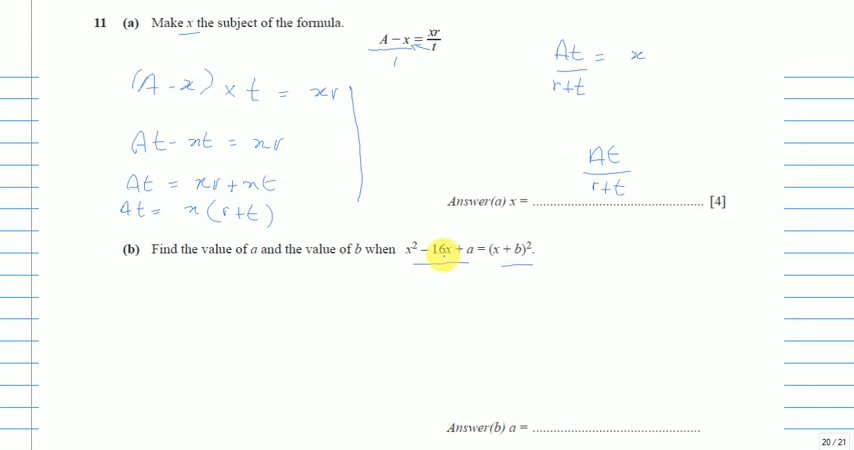 11 (a) Make x the subject of the formula.
A − x = xr/t
1
(A - x) × t = xr
At - xt = xr
At = xr + xt
At = x(r+t)
At/r+t = x
At/r+t
Answer(a) x = ................................................ [4]
(b) Find the value of a and the value of b when x² − 16x + a = (x + b)².
Answer(b) a = ................................................
20 / 21